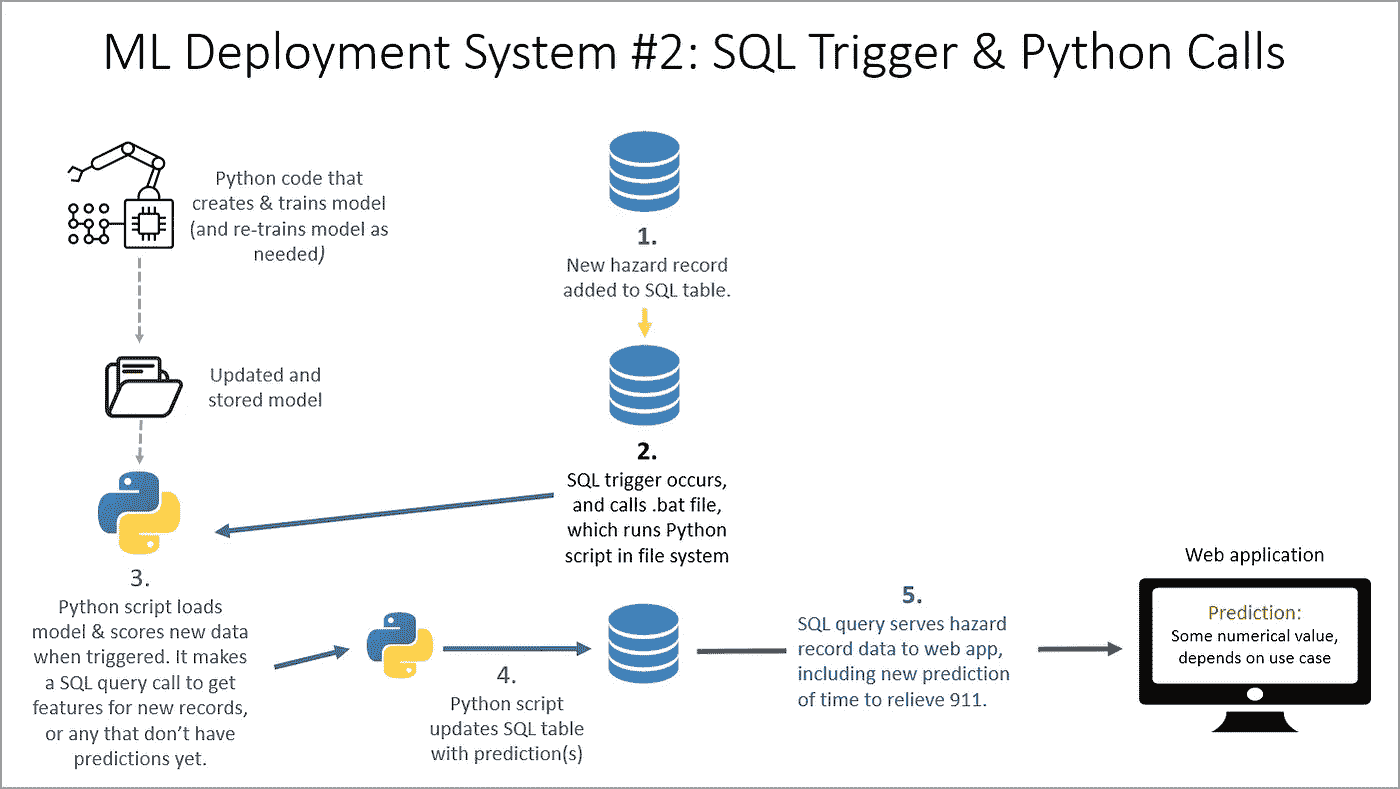 ML Deployment System #2: SQL Trigger & Python Calls
Python code that
creates & trains model
(and re-trains model as
needed)
Updated and
stored model
1.
New hazard record
added to SQL table.
2.
SQL trigger occurs,
and calls .bat file,
which runs Python
script in file system
3.
Python script loads
model & scores new data
when triggered. It makes
a SQL query call to get
features for new records,
or any that don’t have
predictions yet.
4.
Python script
updates SQL table
with prediction(s)
5.
SQL query serves hazard
record data to web app,
including new prediction
of time to relieve 911.
Web application
Prediction:
Some numerical value,
depends on use case